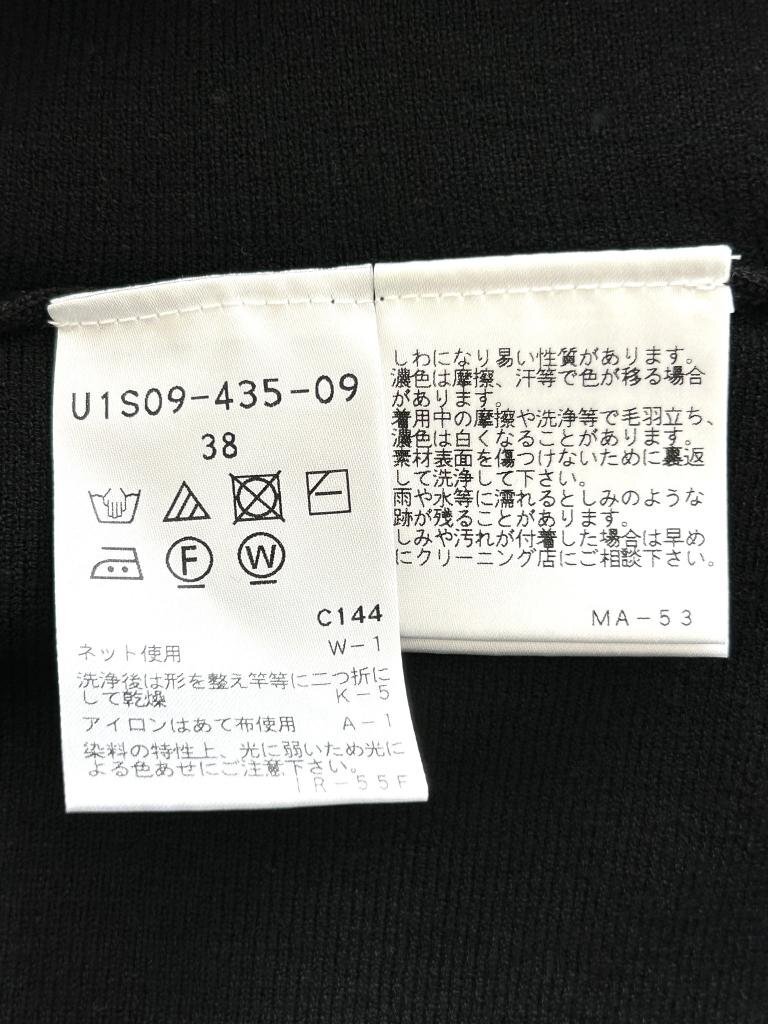 U1S09-435-09
38
F W
C144
ネット使用 W-1
洗浄後は形を整え竿等に二つ折に
して乾燥 K-5
アイロンはあて布使用 A-1
染料の特性上、光に弱いため光に
よる色あせにご注意下さい。
IR-55F
しわになり易い性質があります。
濃色は摩擦、汗等で色が移る場合
があります。
着用中の摩擦や洗浄等で毛羽立ち、
濃色は白くなることがあります。
素材表面を傷つけないために裏返
して洗浄して下さい。
雨や水等に濡れるとしみのような
跡が残ることがあります。
しみや汚れが付着した場合は早め
にクリーニング店にご相談下さい。
MA-53